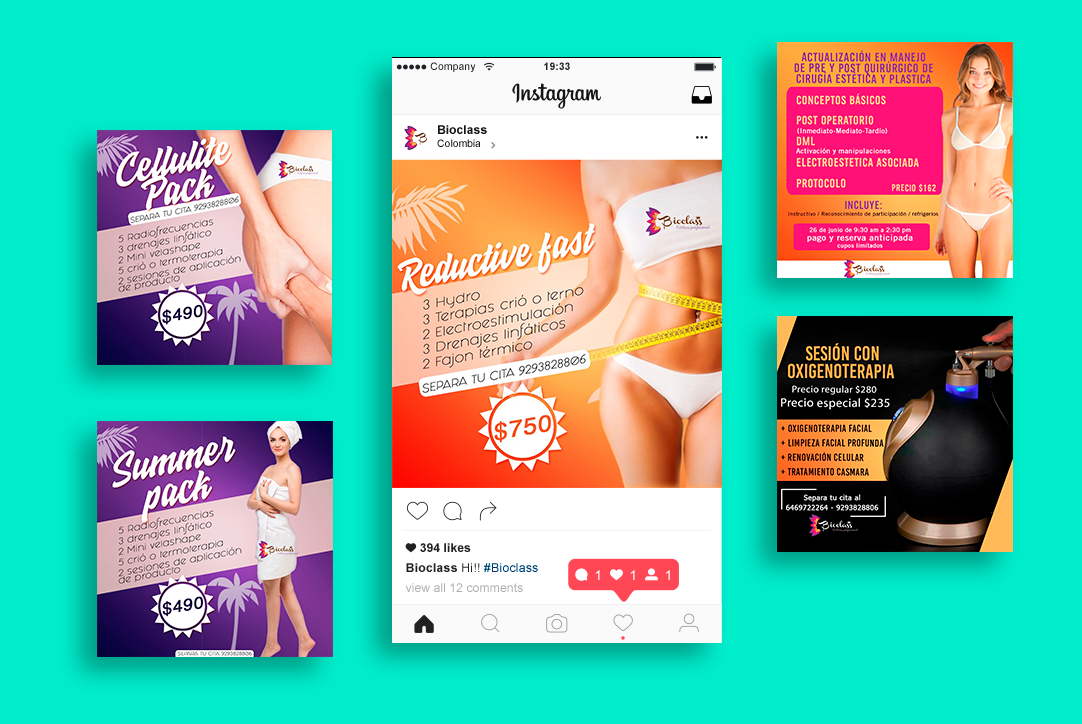 Cellulite
Pack
Bioclass
SEPARA TU CITA 9293828806
5 Radiofrecuencias
3 drenajes linfático
2 Mini velashape
5 crió o termoterapia
2 sesiones de aplicación
de producto
$490
Summer
pack
5 Radiofrecuencias
3 drenajes linfático
2 Mini velashape
5 crió o termoterapia
2 sesiones de aplicación
de producto
Bioclass
$490
SEPARA TU CITA 9293828806
Company
19:33
Instagram
Bioclass
Colombia
Bioclass
Reductive fast
3 Hydro
3 Terapias crió o termo
2 Electroestimulación
3 Drenajes linfáticos
2 Fajon térmico
SEPARA TU CITA 9293828806
$750
394 likes
Bioclass Hi!! #Bioclass
view all 12 comments
1 1 1
ACTUALIZACIÓN EN MANEJO
DE PRE Y POST QUIRÚRGICO DE
CIRUGIA ESTÉTICA Y PLASTICA
CONCEPTOS BÁSICOS
POST OPERATORIO
(Inmediato-Mediato-Tardío)
DML
Activación y manipulaciones
ELECTROESTETICA ASOCIADA
PROTOCOLO
PRECIO $162
INCLUYE:
Instructivo / Reconocimiento de participación / refrigerios
26 de junio de 9:30 am a 2:30 pm
pago y reserva anticipada
cupos limitados
Bioclass
SESIÓN CON
OXIGENOTERAPIA
Precio regular $280
Precio especial $235
+ OXIGENOTERAPIA FACIAL
+ LIMPIEZA FACIAL PROFUNDA
+ RENOVACIÓN CELULAR
+ TRATAMIENTO CASMARA
Separa tu cita al
6469722264 - 9293828806
Bioclass